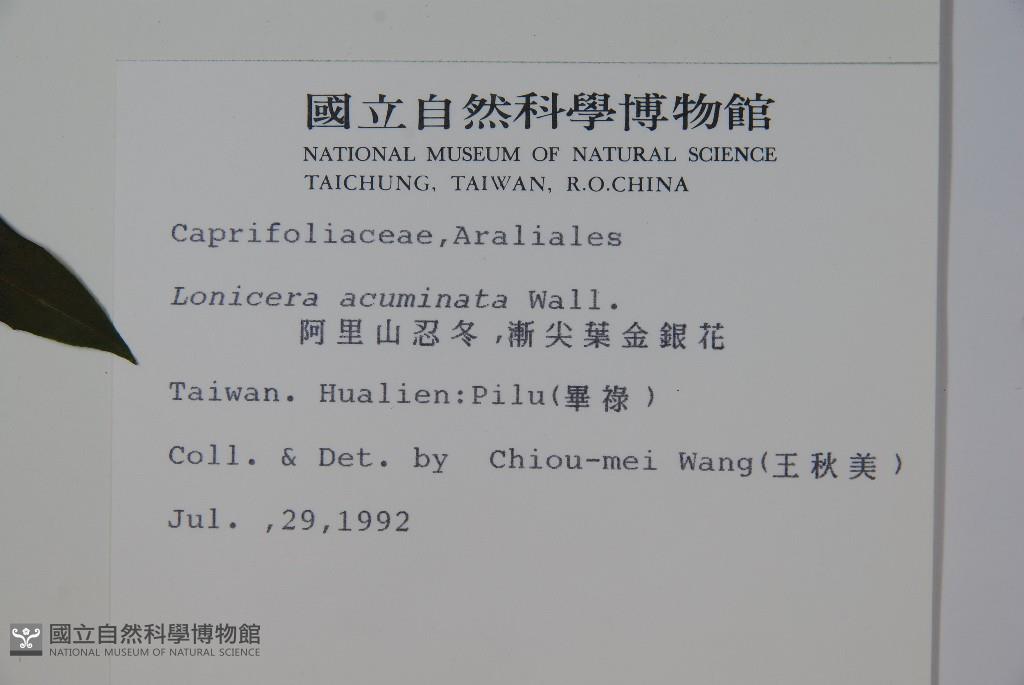 國立自然科學博物館
NATIONAL MUSEUM OF NATURAL SCIENCE
TAICHUNG, TAIWAN, R.O.CHINA
Caprifoliaceae,Araliales
Lonicera acuminata Wall.
阿里山忍冬,漸尖葉金銀花
Taiwan. Hualien:Pilu(畢祿)
Coll. & Det. by Chiou-mei Wang(王秋美)
Jul. ,29,1992
國立自然科學博物館
NATIONAL MUSEUM OF NATURAL SCIENCE